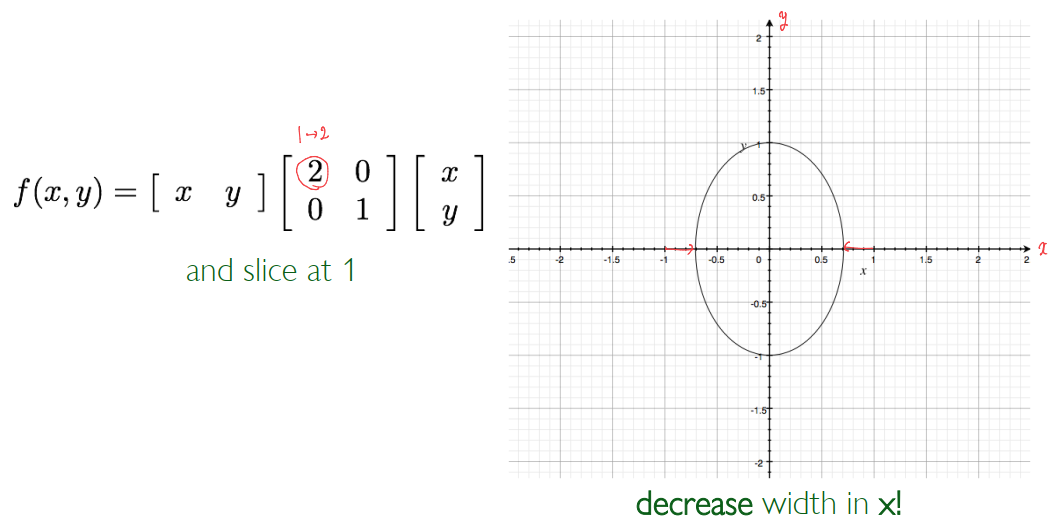 1→2
f(x, y) = [ x y ] [ 2 0 0 1 ] [ x y ]
and slice at 1
y
2
1.5
y 1
0.5
.5 -2 -1.5 -1 -0.5 0 0.5 1 1.5 2 2
x
x
-0.5
-1
-1.5
-2
decrease width in x!